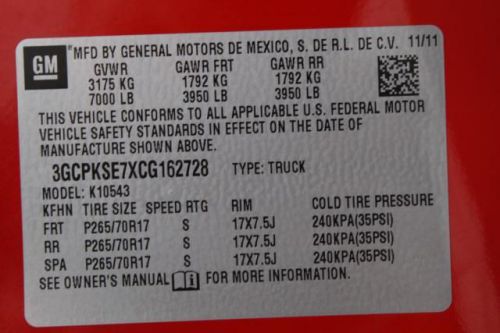 GM
MFD BY GENERAL MOTORS DE MEXICO, S. DE R.L. DE C.V. 11/11
GVWR GAWR FRT GAWR RR
3175 KG 1792 KG 1792 KG
7000 LB 3950 LB 3950 LB
THIS VEHICLE CONFORMS TO ALL APPLICABLE U.S. FEDERAL MOTOR
VEHICLE SAFETY STANDARDS IN EFFECT ON THE DATE OF
MANUFACTURE SHOWN ABOVE.
3GCPKSE7XCG162728 TYPE: TRUCK
MODEL: K10543
KFHN TIRE SIZE SPEED RTG RIM COLD TIRE PRESSURE
FRT P265/70R17 S 17X7.5J 240KPA(35PSI)
RR P265/70R17 S 17X7.5J 240KPA(35PSI)
SPA P265/70R17 S 17X7.5J 240KPA(35PSI)
SEE OWNER'S MANUAL FOR MORE INFORMATION.